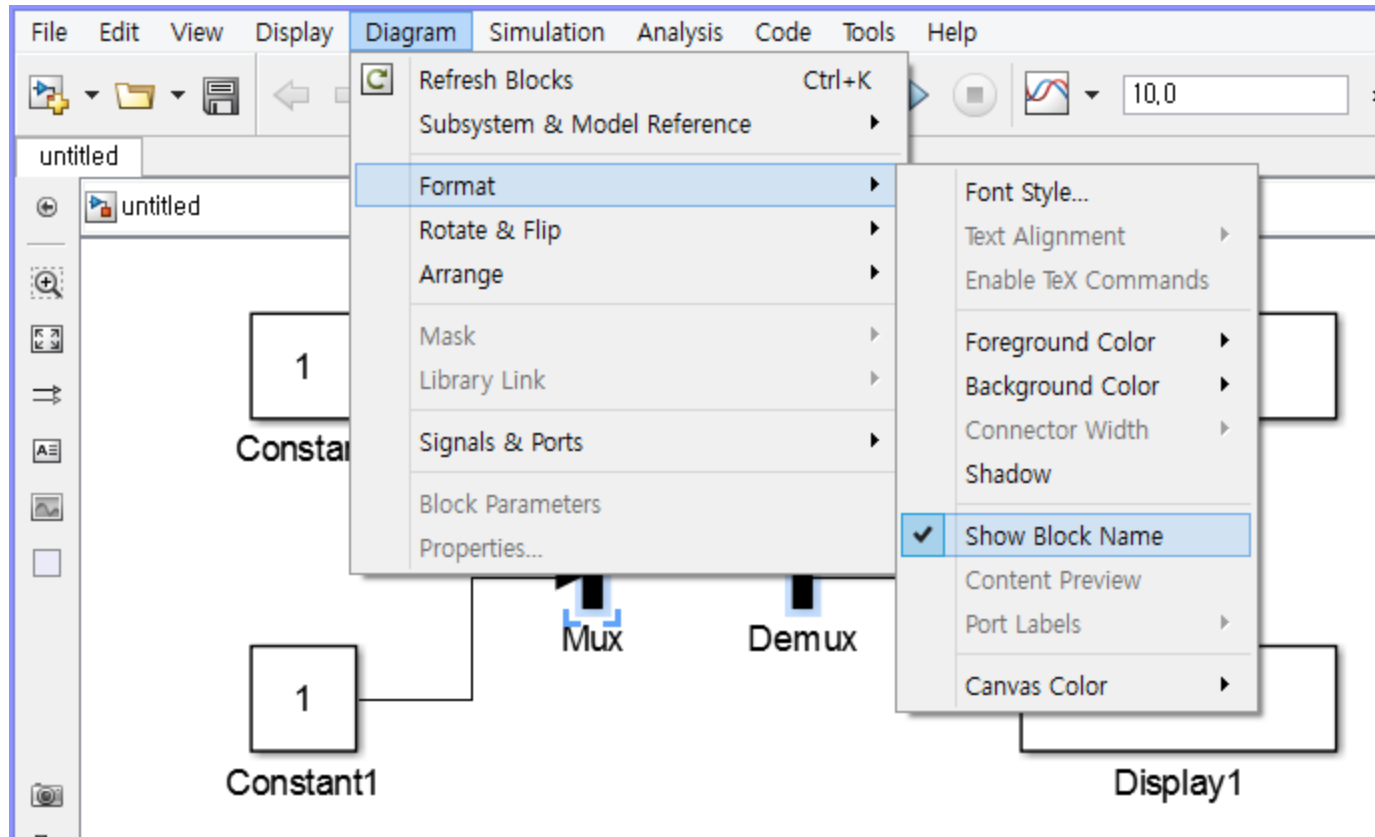 File Edit View Display Diagram Simulation Analysis Code Tools Help
10,0
untitled
untitled
Refresh Blocks Ctrl+K
Subsystem & Model Reference
Format
Rotate & Flip
Arrange
Mask
Library Link
Signals & Ports
Block Parameters
Properties...
Font Style...
Text Alignment
Enable TeX Commands
Foreground Color
Background Color
Connector Width
Shadow
Show Block Name
Content Preview
Port Labels
Canvas Color
1
Mux
Demux
1
Constant1
Display1